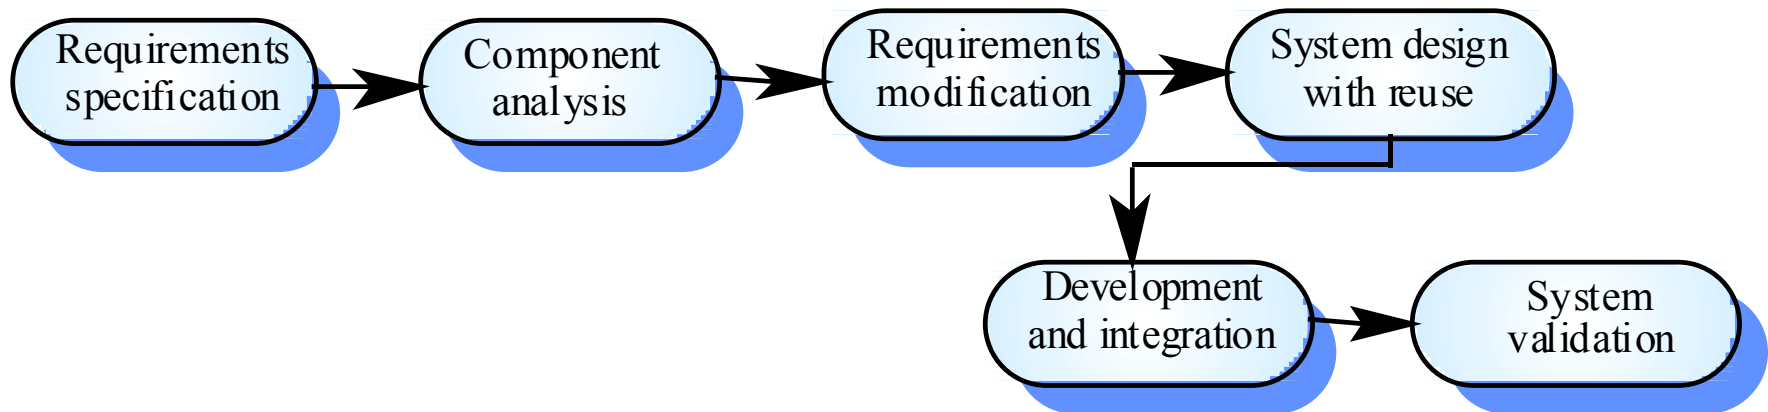 Requirements
specification
Component
analysis
Requirements
modification
System design
with reuse
Development
and integration
System
validation